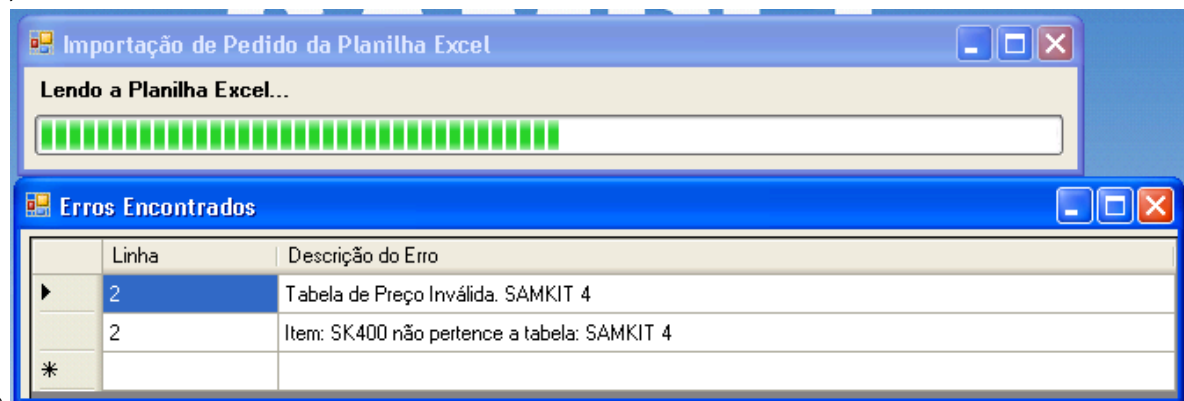 Importação de Pedido da Planilha Excel
Lendo a Planilha Excel...
Erros Encontrados
Linha Descrição do Erro
2 Tabela de Preço Inválida. SAMKIT 4
2 Item: SK400 não pertence a tabela: SAMKIT 4